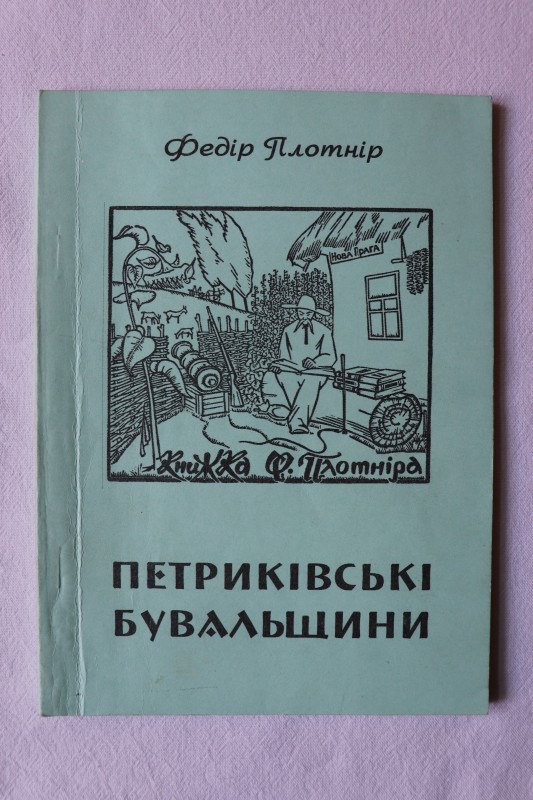 Федір Плотнір
НОВА ПРАГА
книжка Ф. Плотніра
ПЕТРИКІВСЬКІ
БУВАЛЬЩИНИ